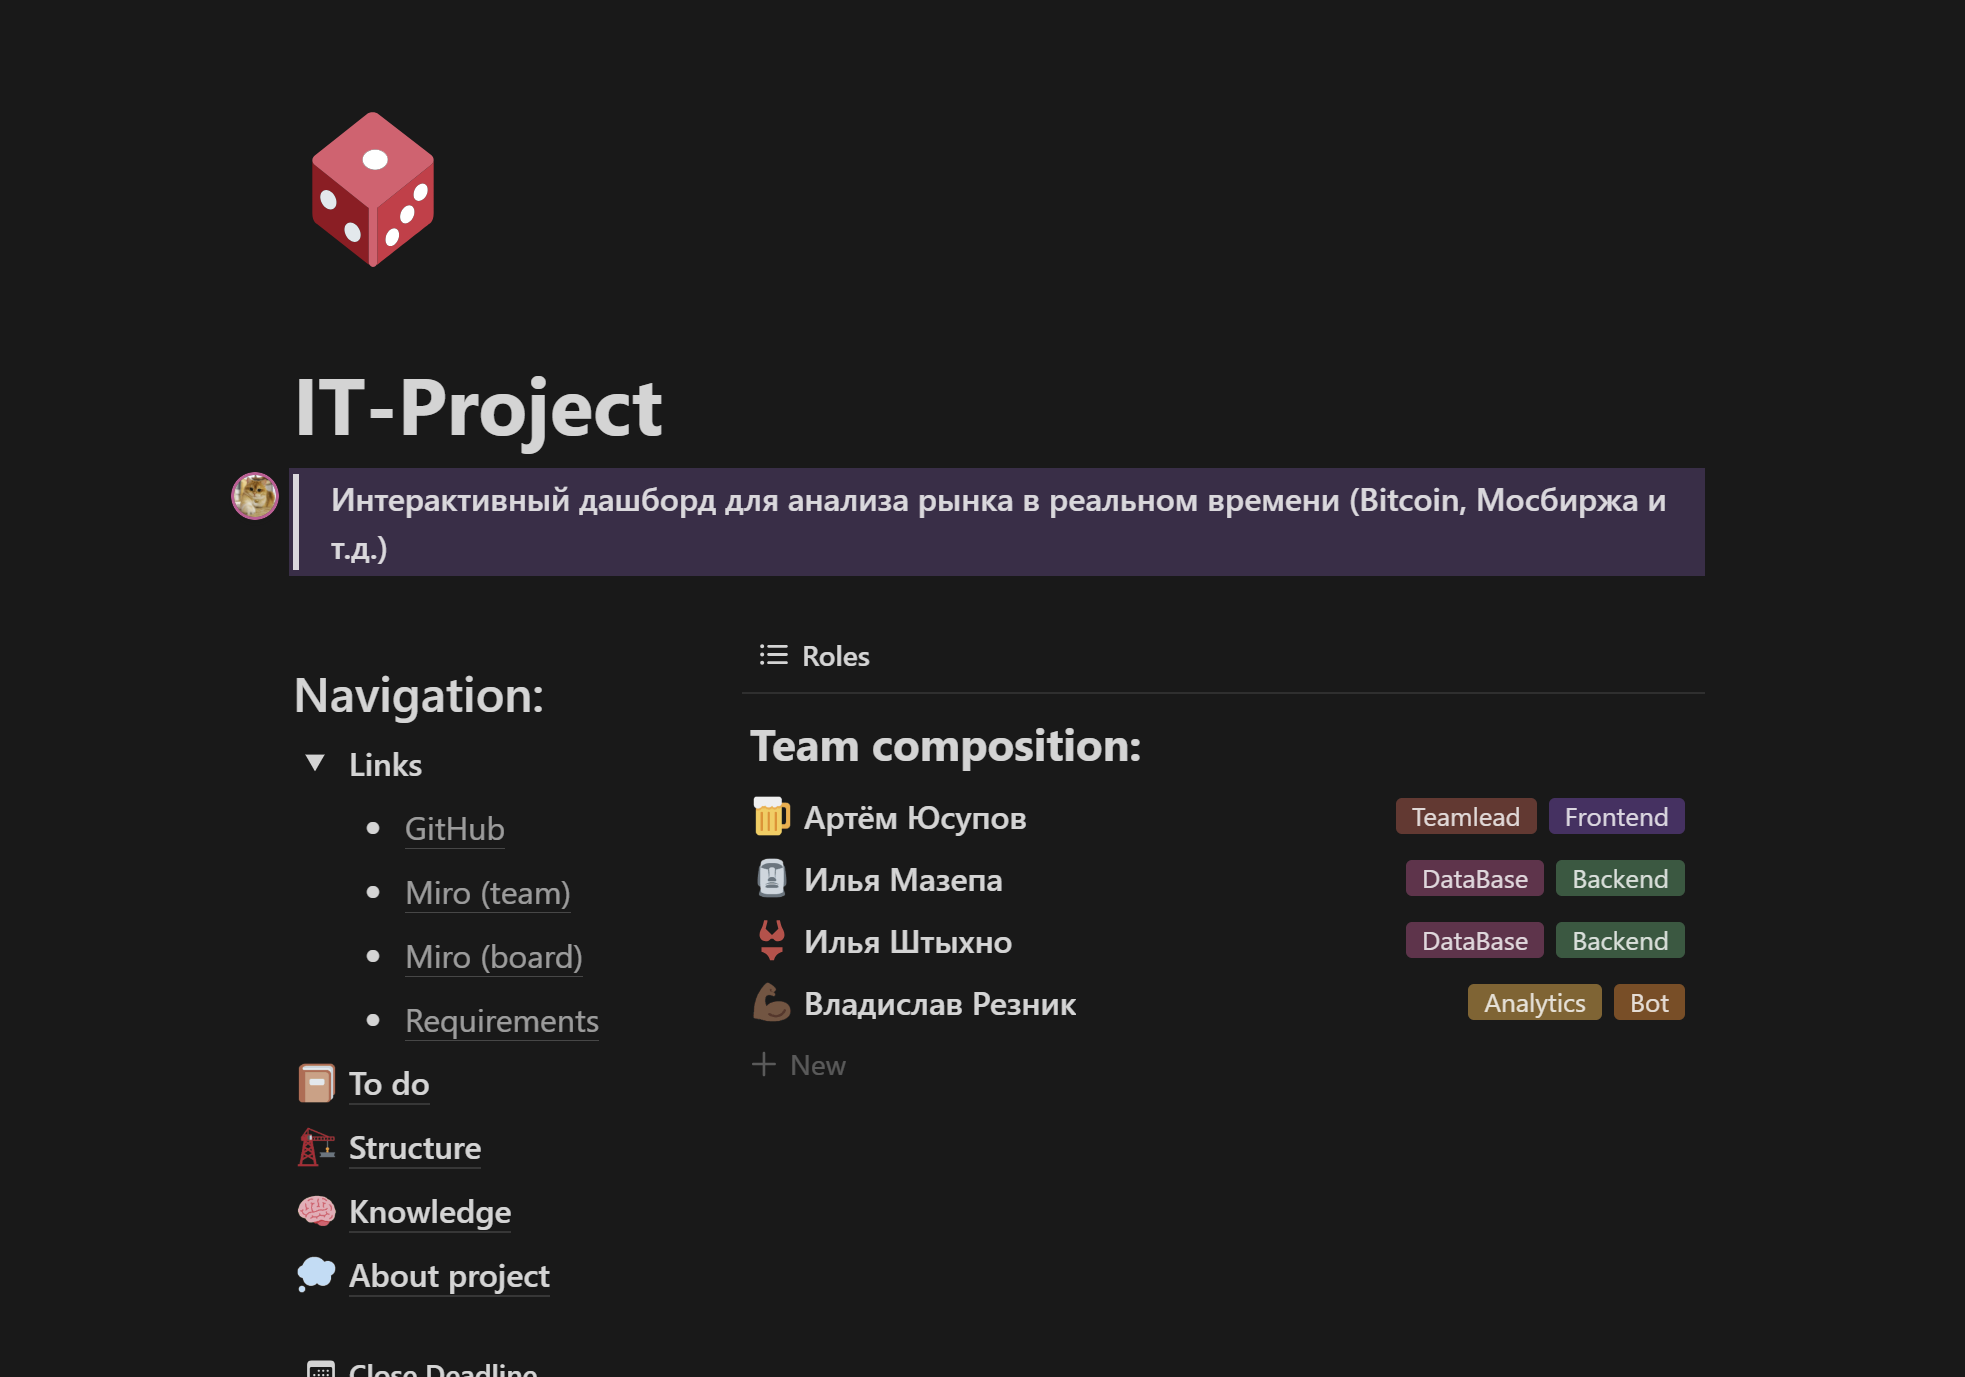 IT-Project
Интерактивный дашборд для анализа рынка в реальном времени (Bitcoin, Мосбиржа и
т.д.)
Navigation:
Links
GitHub
Miro (team)
Miro (board)
Requirements
To do
Structure
Knowledge
About project
Close Deadline
Roles
Team composition:
Артём Юсупов Teamlead Frontend
Илья Мазепа DataBase Backend
Илья Штыхно DataBase Backend
Владислав Резник Analytics Bot
New